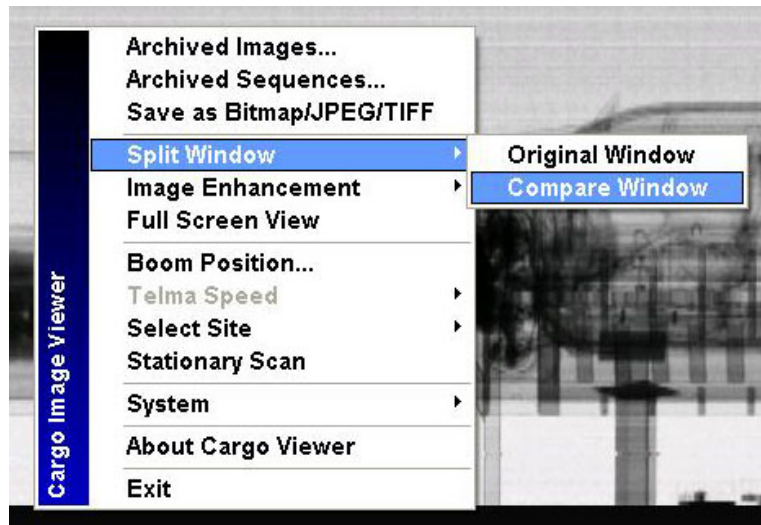 Archived Images...
Archived Sequences...
Save as Bitmap/JPEG/TIFF
Split Window
Original Window
Compare Window
Image Enhancement
Full Screen View
Boom Position...
Telma Speed
Select Site
Stationary Scan
System
About Cargo Viewer
Exit
Cargo Image Viewer